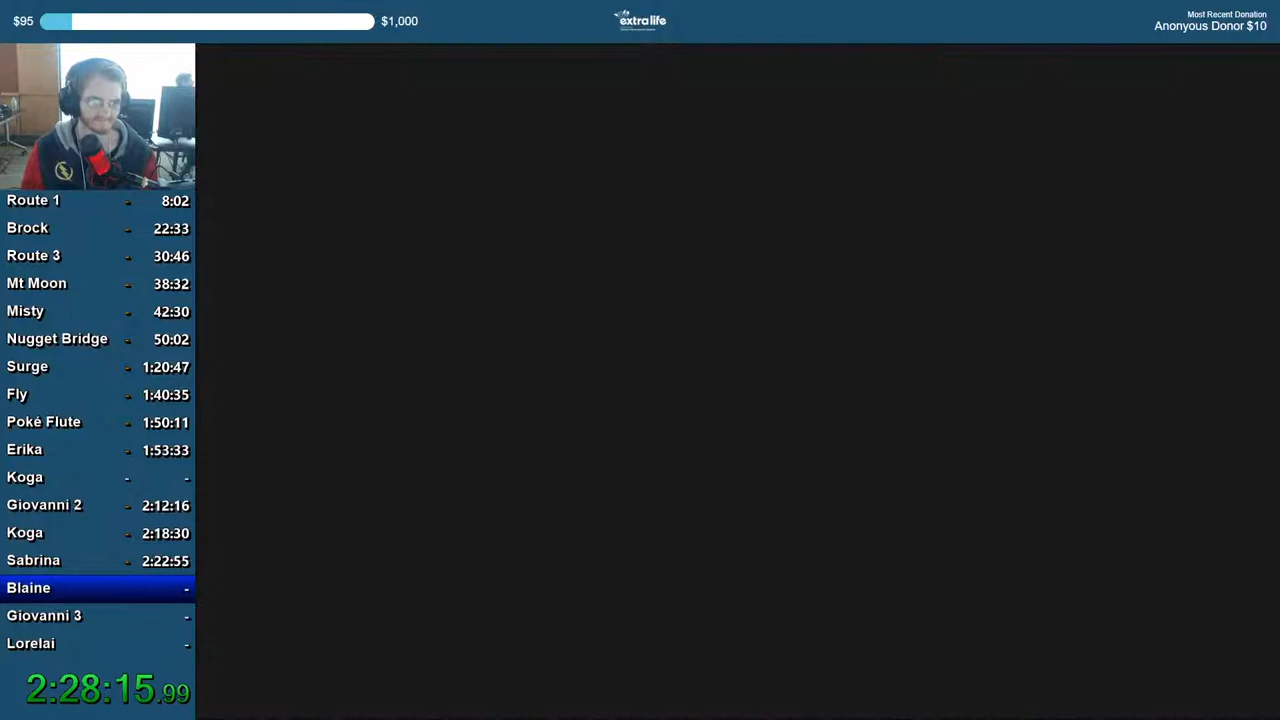 $95
$1,000
extralife
Most Recent Donation
Anonyous Donor $10
Route 1 - 8:02
Brock - 22:33
Route 3 - 30:46
Mt Moon - 38:32
Misty - 42:30
Nugget Bridge - 50:02
Surge - 1:20:47
Fly - 1:40:35
Poké Flute - 1:50:11
Erika - 1:53:33
Koga - -
Giovanni 2 - 2:12:16
Koga - 2:18:30
Sabrina - 2:22:55
Blaine -
Giovanni 3 -
Lorelai -
2:28:15.99